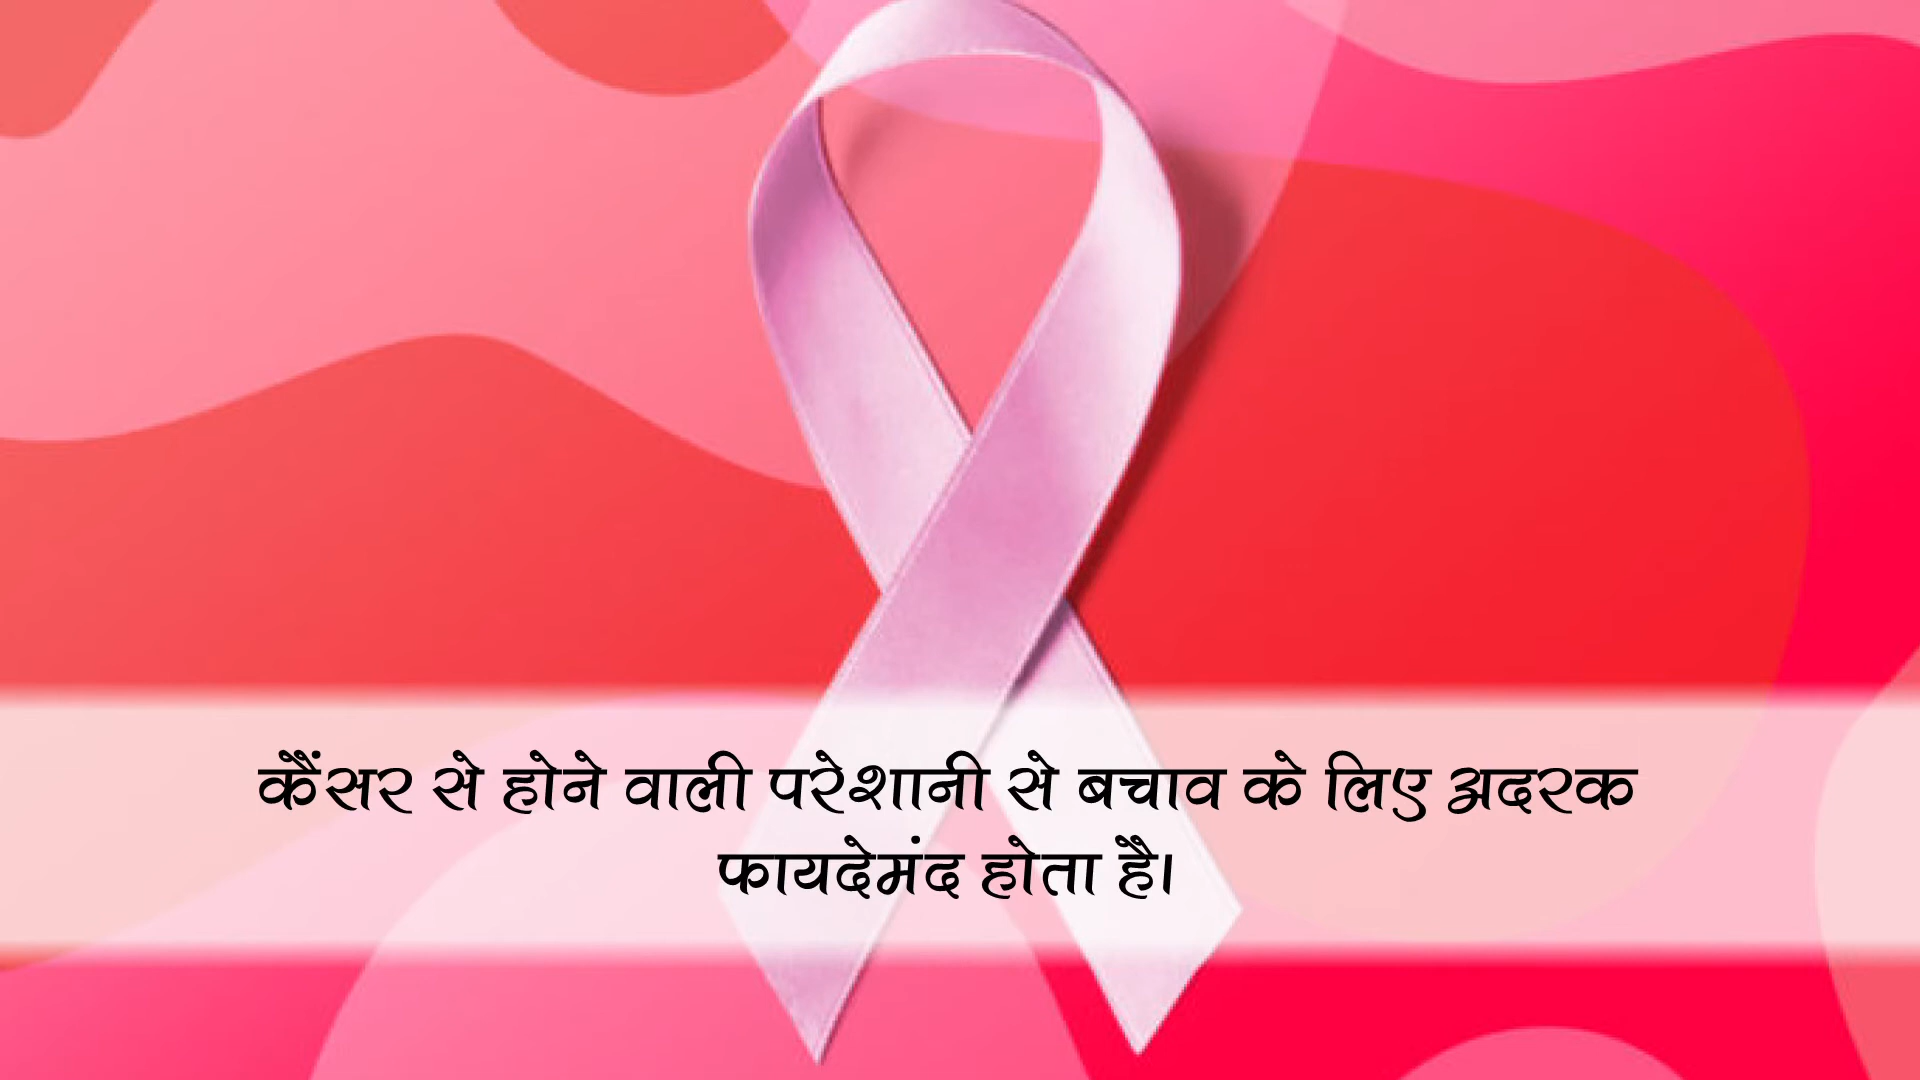 कैंसर से होने वाली परेशानी से बचाव के लिए अदरक
फायदेमंद होता है।